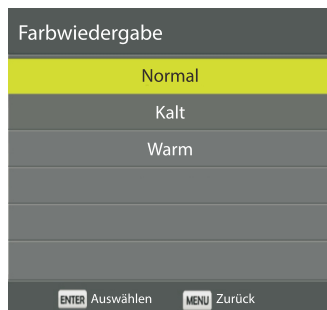 Farbwiedergabe
Normal
Kalt
Warm
ENTER Auswählen MENU Zurück